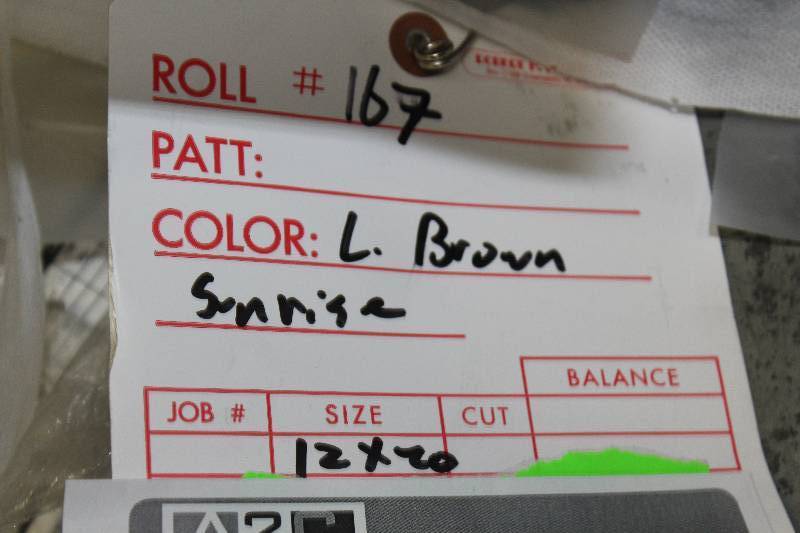 ROLL # 167
PATT:
COLOR: L. Brown
Sunrise
BALANCE
JOB # SIZE CUT
12x20